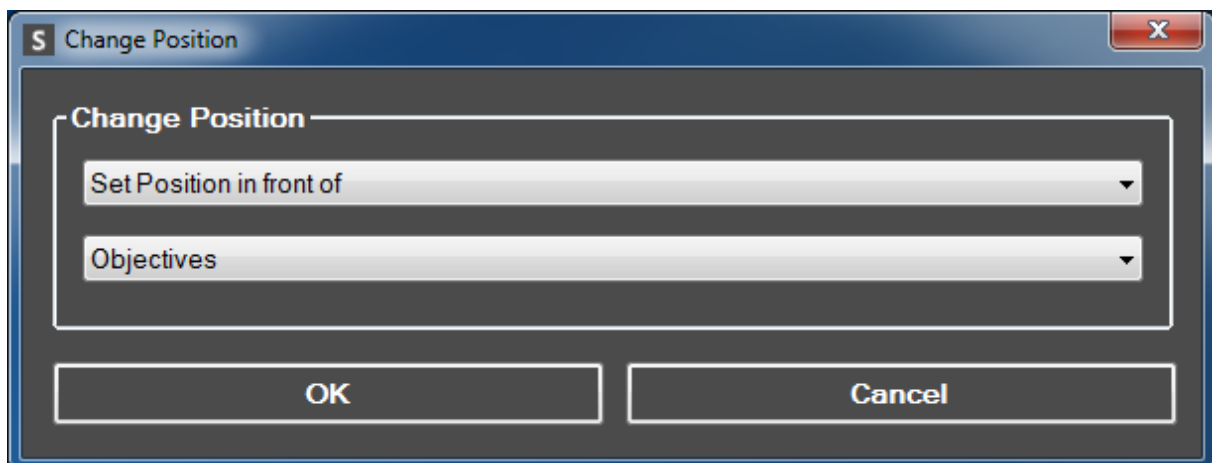 S Change Position
Change Position
Set Position in front of
Objectives
OK Cancel